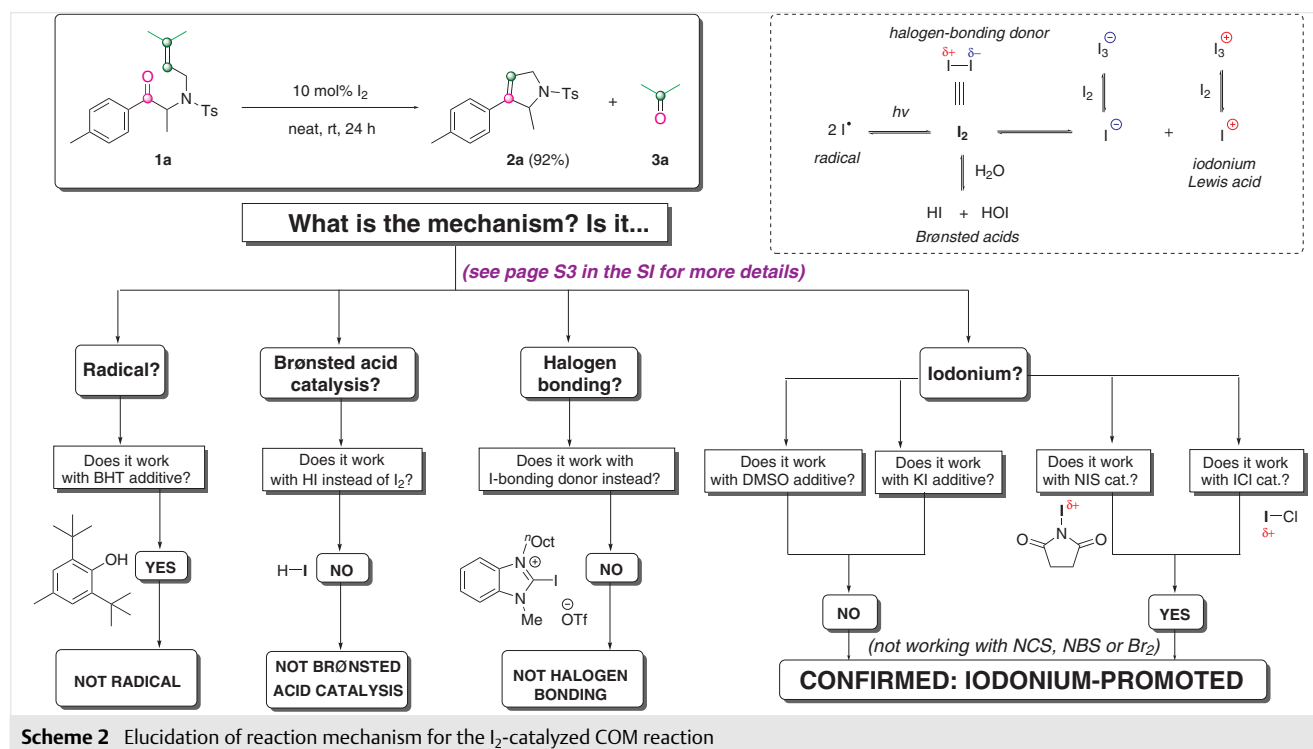 O
N
Ts
1a
10 mol% I₂
neat, rt, 24 h
N
Ts
2a (92%)
+
O
3a
halogen-bonding donor
δ+ δ–
I–I
2 I•
radical
hv
I₂
H₂O
HI + HOI
Brønsted acids
I₃⊖
I₂
I⊖
+
I₃⊕
I₂
I⊕
iodonium
Lewis acid
What is the mechanism? Is it...
(see page S3 in the SI for more details)
Radical?
Does it work
with BHT additive?
OH
YES
NOT RADICAL
Brønsted acid
catalysis?
Does it work
with HI instead of I₂?
H–I
NO
NOT BRØNSTED
ACID CATALYSIS
Halogen
bonding?
Does it work with
I-bonding donor instead?
ⁿOct
N
⊕
I
N
Me
⊖
OTf
NO
NOT HALOGEN
BONDING
Iodonium?
Does it work
with DMSO additive?
Does it work
with KI additive?
NO
Does it work
with NIS cat.?
I δ+
O
N
O
Does it work
with ICl cat.?
I–Cl
δ+
YES
(not working with NCS, NBS or Br₂)
CONFIRMED: IODONIUM-PROMOTED
Scheme 2 Elucidation of reaction mechanism for the I₂-catalyzed COM reaction